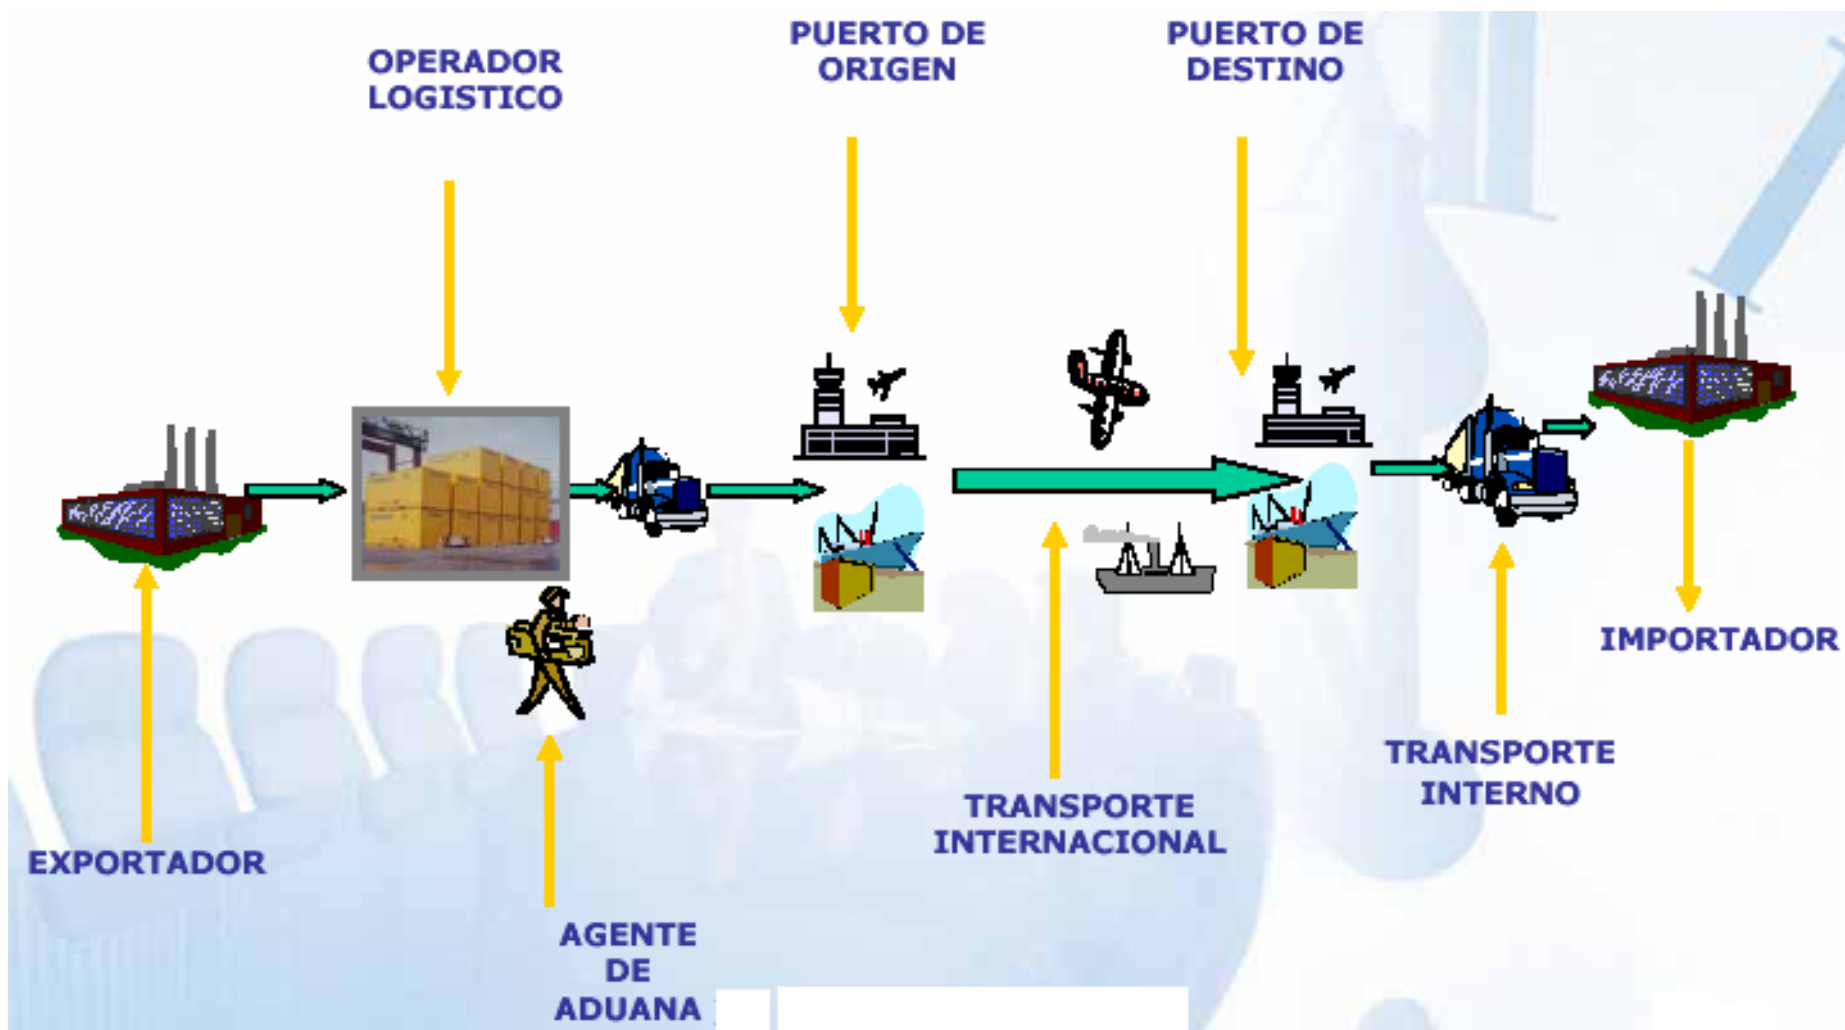 OPERADOR
LOGISTICO
PUERTO DE
ORIGEN
PUERTO DE
DESTINO
IMPORTADOR
TRANSPORTE
INTERNO
TRANSPORTE
INTERNACIONAL
EXPORTADOR
AGENTE
DE
ADUANA